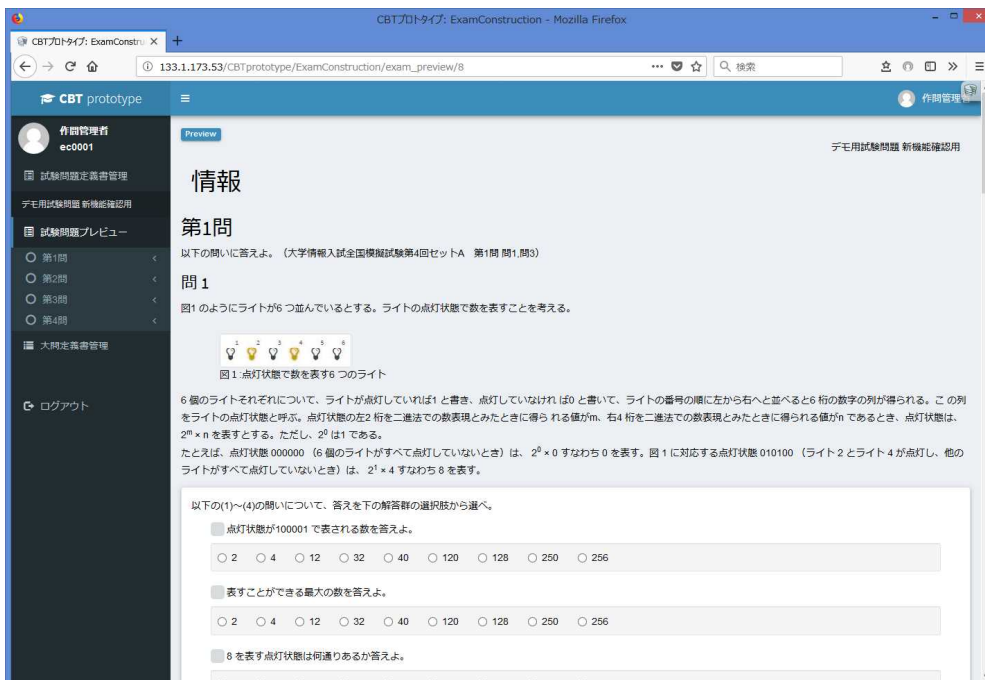 CBTプロトタイプ: ExamConstruction - Mozilla Firefox
CBTプロトタイプ: ExamConstru
133.1.173.53/CBTprototype/ExamConstruction/exam_preview/8
検索
CBT prototype
作問管理者
作問管理者
ec0001
試験問題定義書管理
デモ用試験問題 新機能確認用
試験問題プレビュー
第1問
第2問
第3問
第4問
大問定義書管理
ログアウト
Preview
デモ用試験問題 新機能確認用
情報
第1問
以下の問いに答えよ。（大学情報入試全国模擬試験第4回セットA　第1問 問1,問3）
問 1
図1 のようにライトが6 つ並んでいるとする。ライトの点灯状態で数を表すことを考える。
1 2 3 4 5 6
図 1 :点灯状態で数を表す6 つのライト
6 個のライトそれぞれについて、ライトが点灯していれば1 と書き、点灯していなけれ ば0 と書いて、ライトの番号の順に左から右へと並べると6 桁の数字の列が得られる。こ の列
をライトの点灯状態と呼ぶ。点灯状態の左2 桁を二進法での数表現とみたときに得ら れる値がm、右4 桁を二進法での数表現とみたときに得られる値がn であるとき、点灯状態は、
2^m × n を表すとする。ただし、2^0 は1 である。
たとえば、点灯状態 000000 （6 個のライトがすべて点灯していないとき）は、 2^0 × 0 すなわち 0 を表す。図 1 に対応する点灯状態 010100 （ライト 2 とライト 4 が点灯し、他の
ライトがすべて点灯していないとき）は、 2^1 × 4 すなわち 8 を表す。
以下の(1)～(4)の問いについて、答えを下の解答群の選択肢から選べ。
点灯状態が100001 で表される数を答えよ。
2 4 12 32 40 120 128 250 256
表すことができる最大の数を答えよ。
2 4 12 32 40 120 128 250 256
8 を表す点灯状態は何通りあるか答えよ。